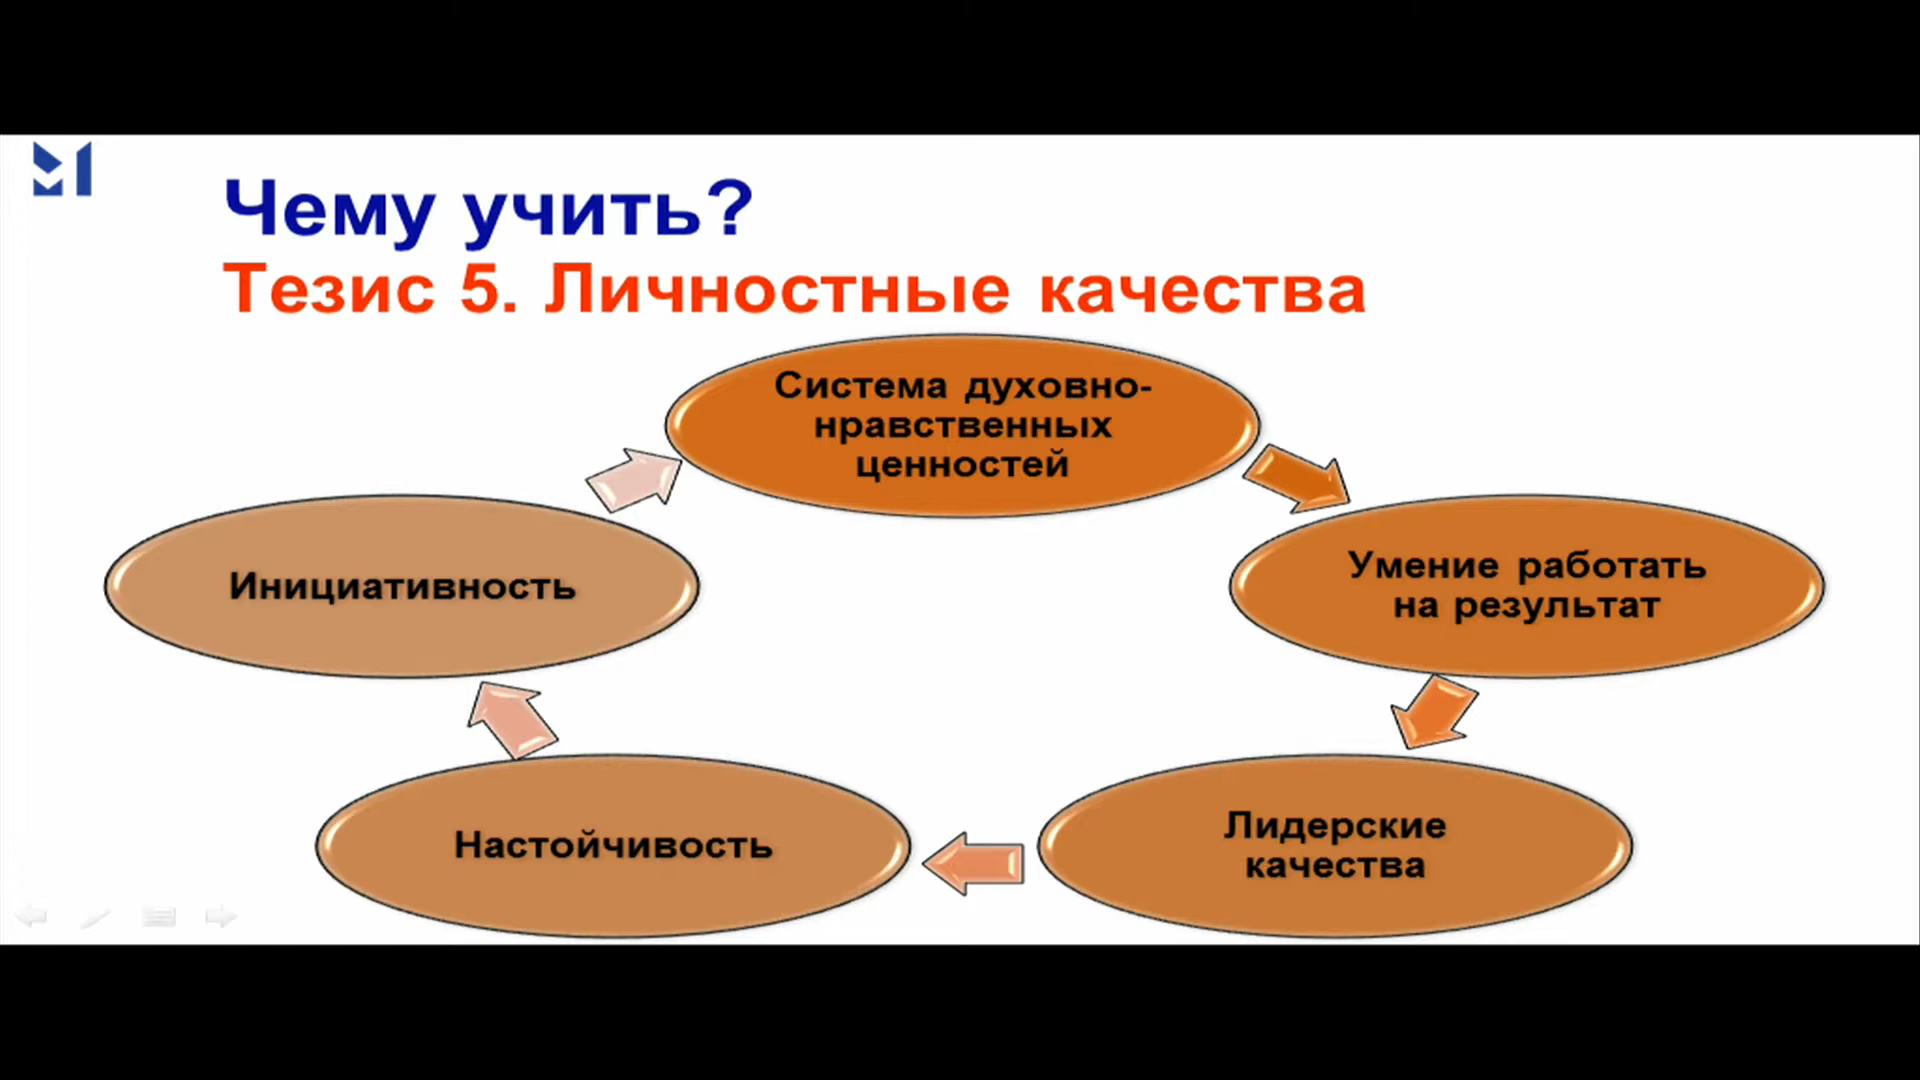 Чему учить?
Тезис 5. Личностные качества
Система духовно-
нравственных
ценностей
Умение работать
на результат
Лидерские
качества
Настойчивость
Инициативность